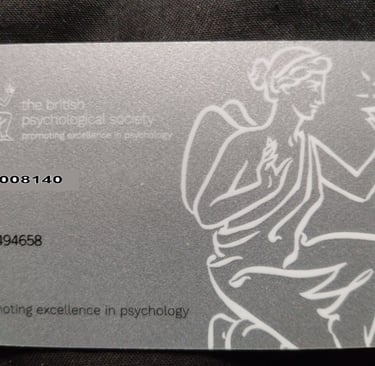 the british
psychological society
promoting excellence in psychology
008140
494658
noting excellence in psychology